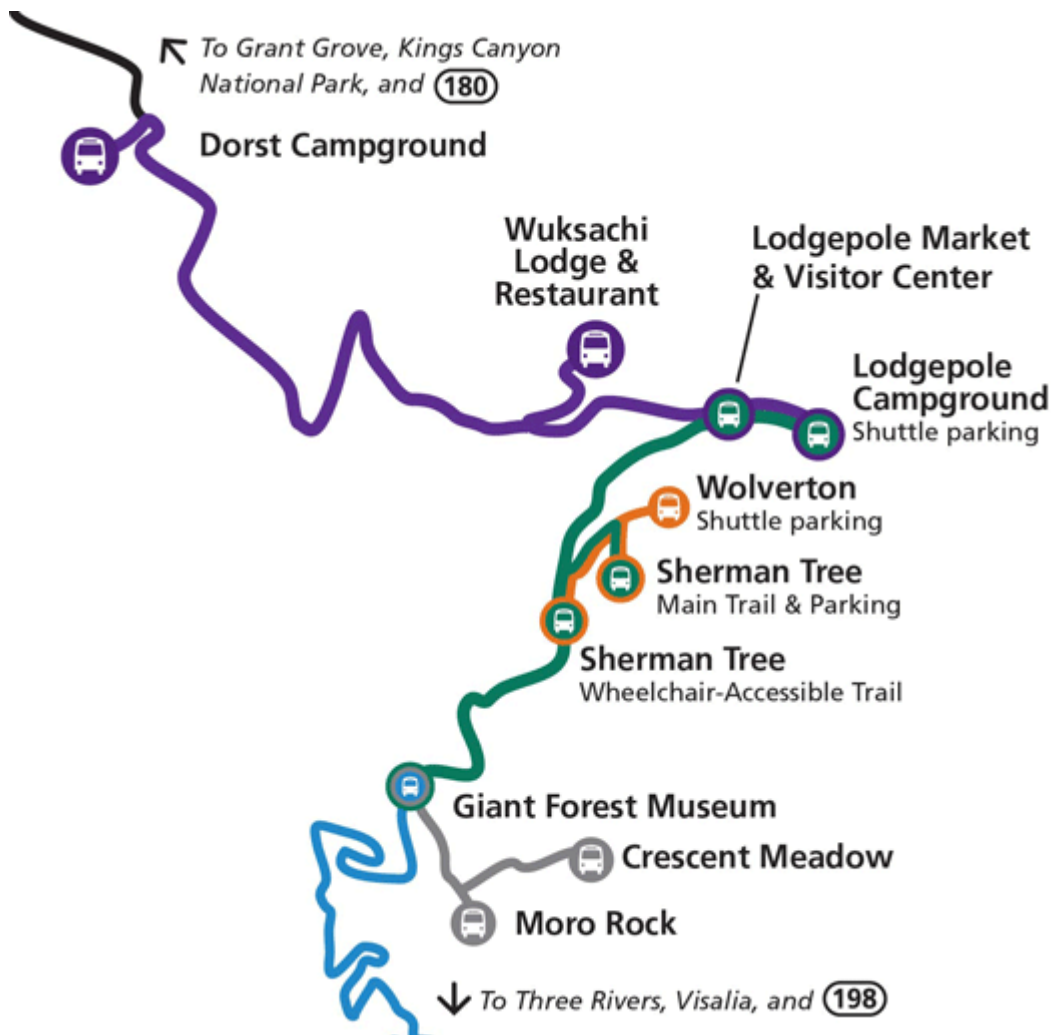 To Grant Grove, Kings Canyon
National Park, and 180
Dorst Campground
Wuksachi
Lodge &
Restaurant
Lodgepole Market
& Visitor Center
Lodgepole
Campground
Shuttle parking
Wolverton
Shuttle parking
Sherman Tree
Main Trail & Parking
Sherman Tree
Wheelchair-Accessible Trail
Giant Forest Museum
Crescent Meadow
Moro Rock
To Three Rivers, Visalia, and 198